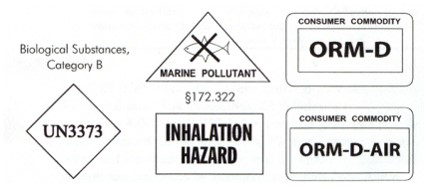 Biological Substances,
Category B
UN3373
MARINE POLLUTANT
§172.322
INHALATION
HAZARD
CONSUMER COMMODITY
ORM-D
CONSUMER COMMODITY
ORM-D-AIR